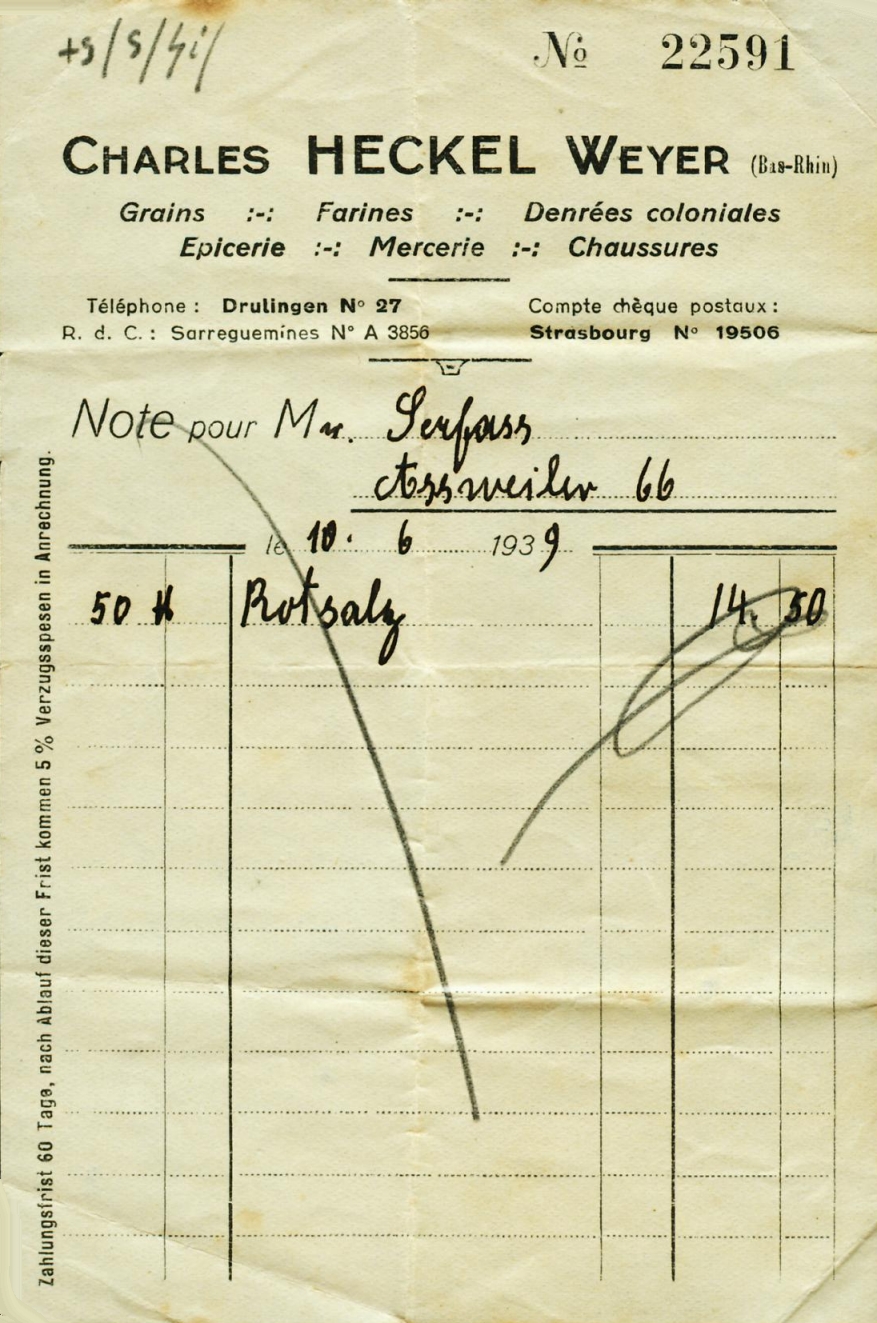 № 22591
CHARLES HECKEL WEYER (Bas-Rhin)
Grains :-: Farines :-: Denrées coloniales
Epicerie :-: Mercerie :-: Chaussures
Téléphone : Drulingen N° 27
R. d. C. : Sarreguemines N° A 3856
Compte chèque postaux :
Strasbourg N° 19506
Note pour Mr. Serfass
Assweiler 66
le 10. 6 1939
50 K Rotsalz 14.50
Zahlungsfrist 60 Tage, nach Ablauf dieser Frist kommen 5 % Verzugsspesen in Anrechnung.